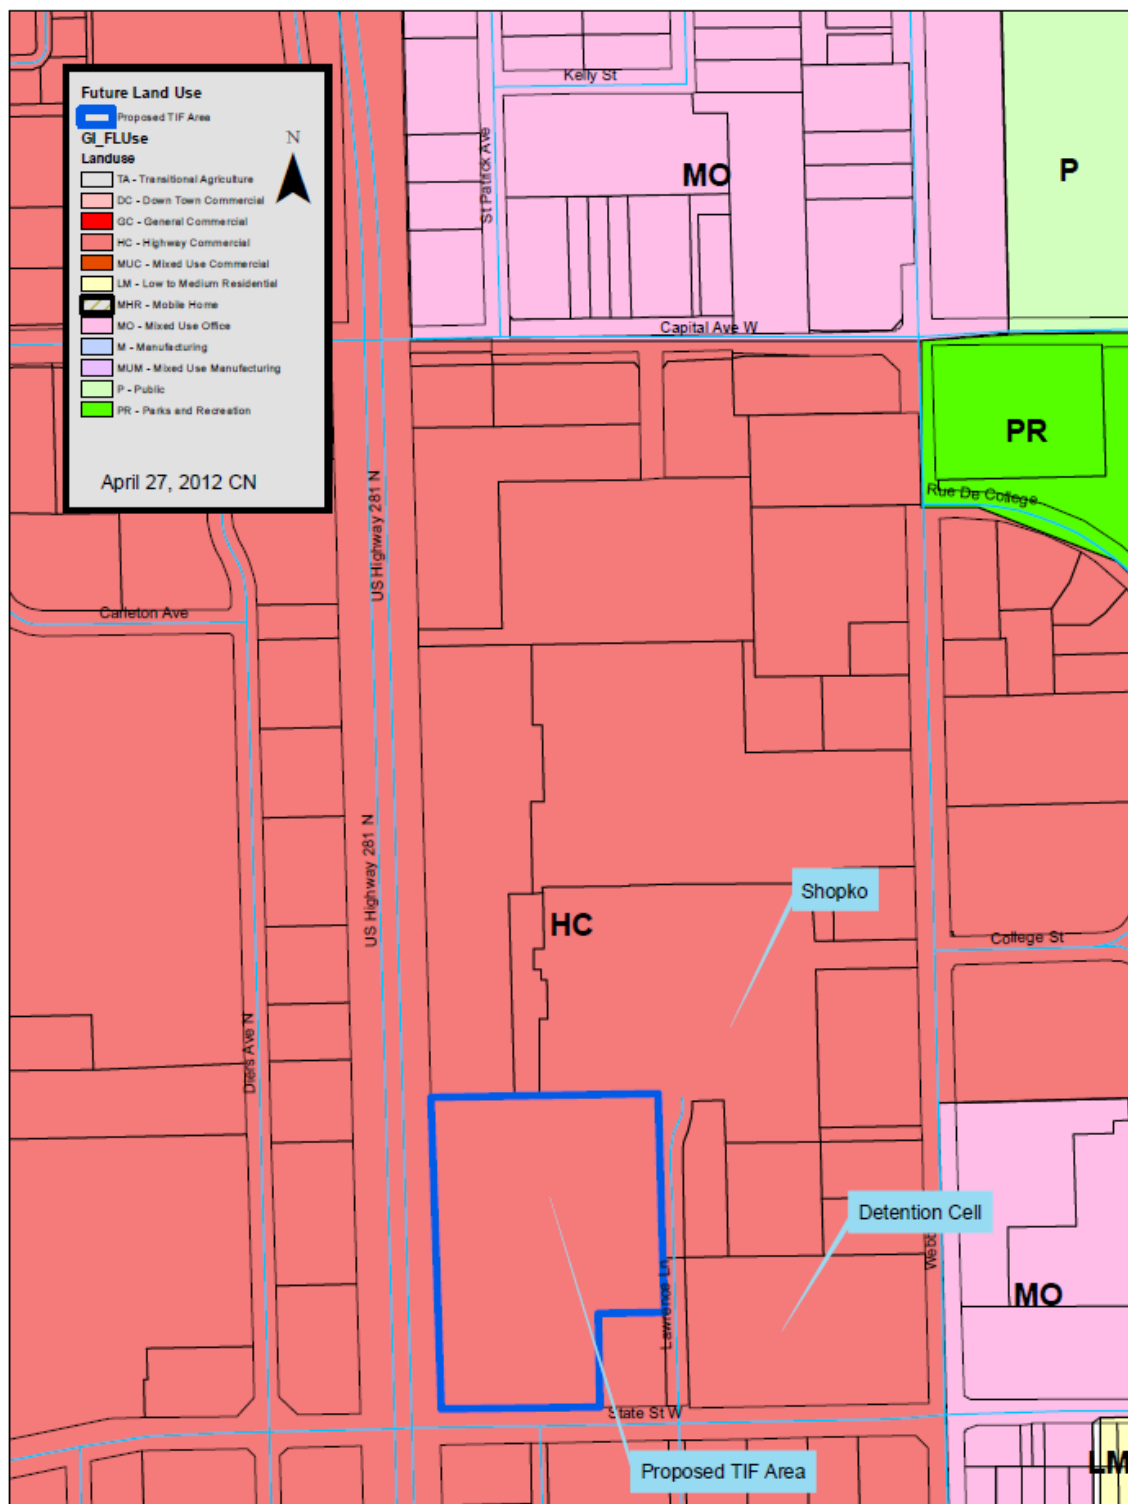 Future Land Use
Proposed TIF Area
GI_FLUse
Landuse
N
TA - Transitional Agriculture
DC - Down Town Commercial
GC - General Commercial
HC - Highway Commercial
MUC - Mixed Use Commercial
LM - Low to Medium Residential
MHR - Mobile Home
MO - Mixed Use Office
M - Manufacturing
MUM - Mixed Use Manufacturing
P - Public
PR - Parks and Recreation
April 27, 2012 CN
Kelly St
St Patrick Ave
MO
P
Capital Ave W
PR
Rue De College
US Highway 281 N
Carleton Ave
US Highway 281 N
Shopko
HC
College St
Diers Ave N
Detention Cell
Webb
MO
Lawrence Ln
State St W
LM
Proposed TIF Area